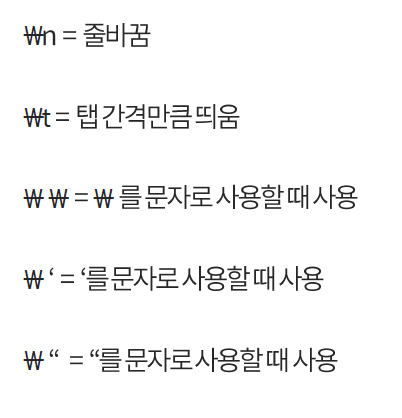 ₩n = 줄바꿈
₩t = 탭 간격만큼 띄움
₩ ₩ = ₩ 를 문자로 사용할 때 사용
₩ ‘ = ‘를 문자로 사용할 때 사용
₩ “ = “를 문자로 사용할 때 사용